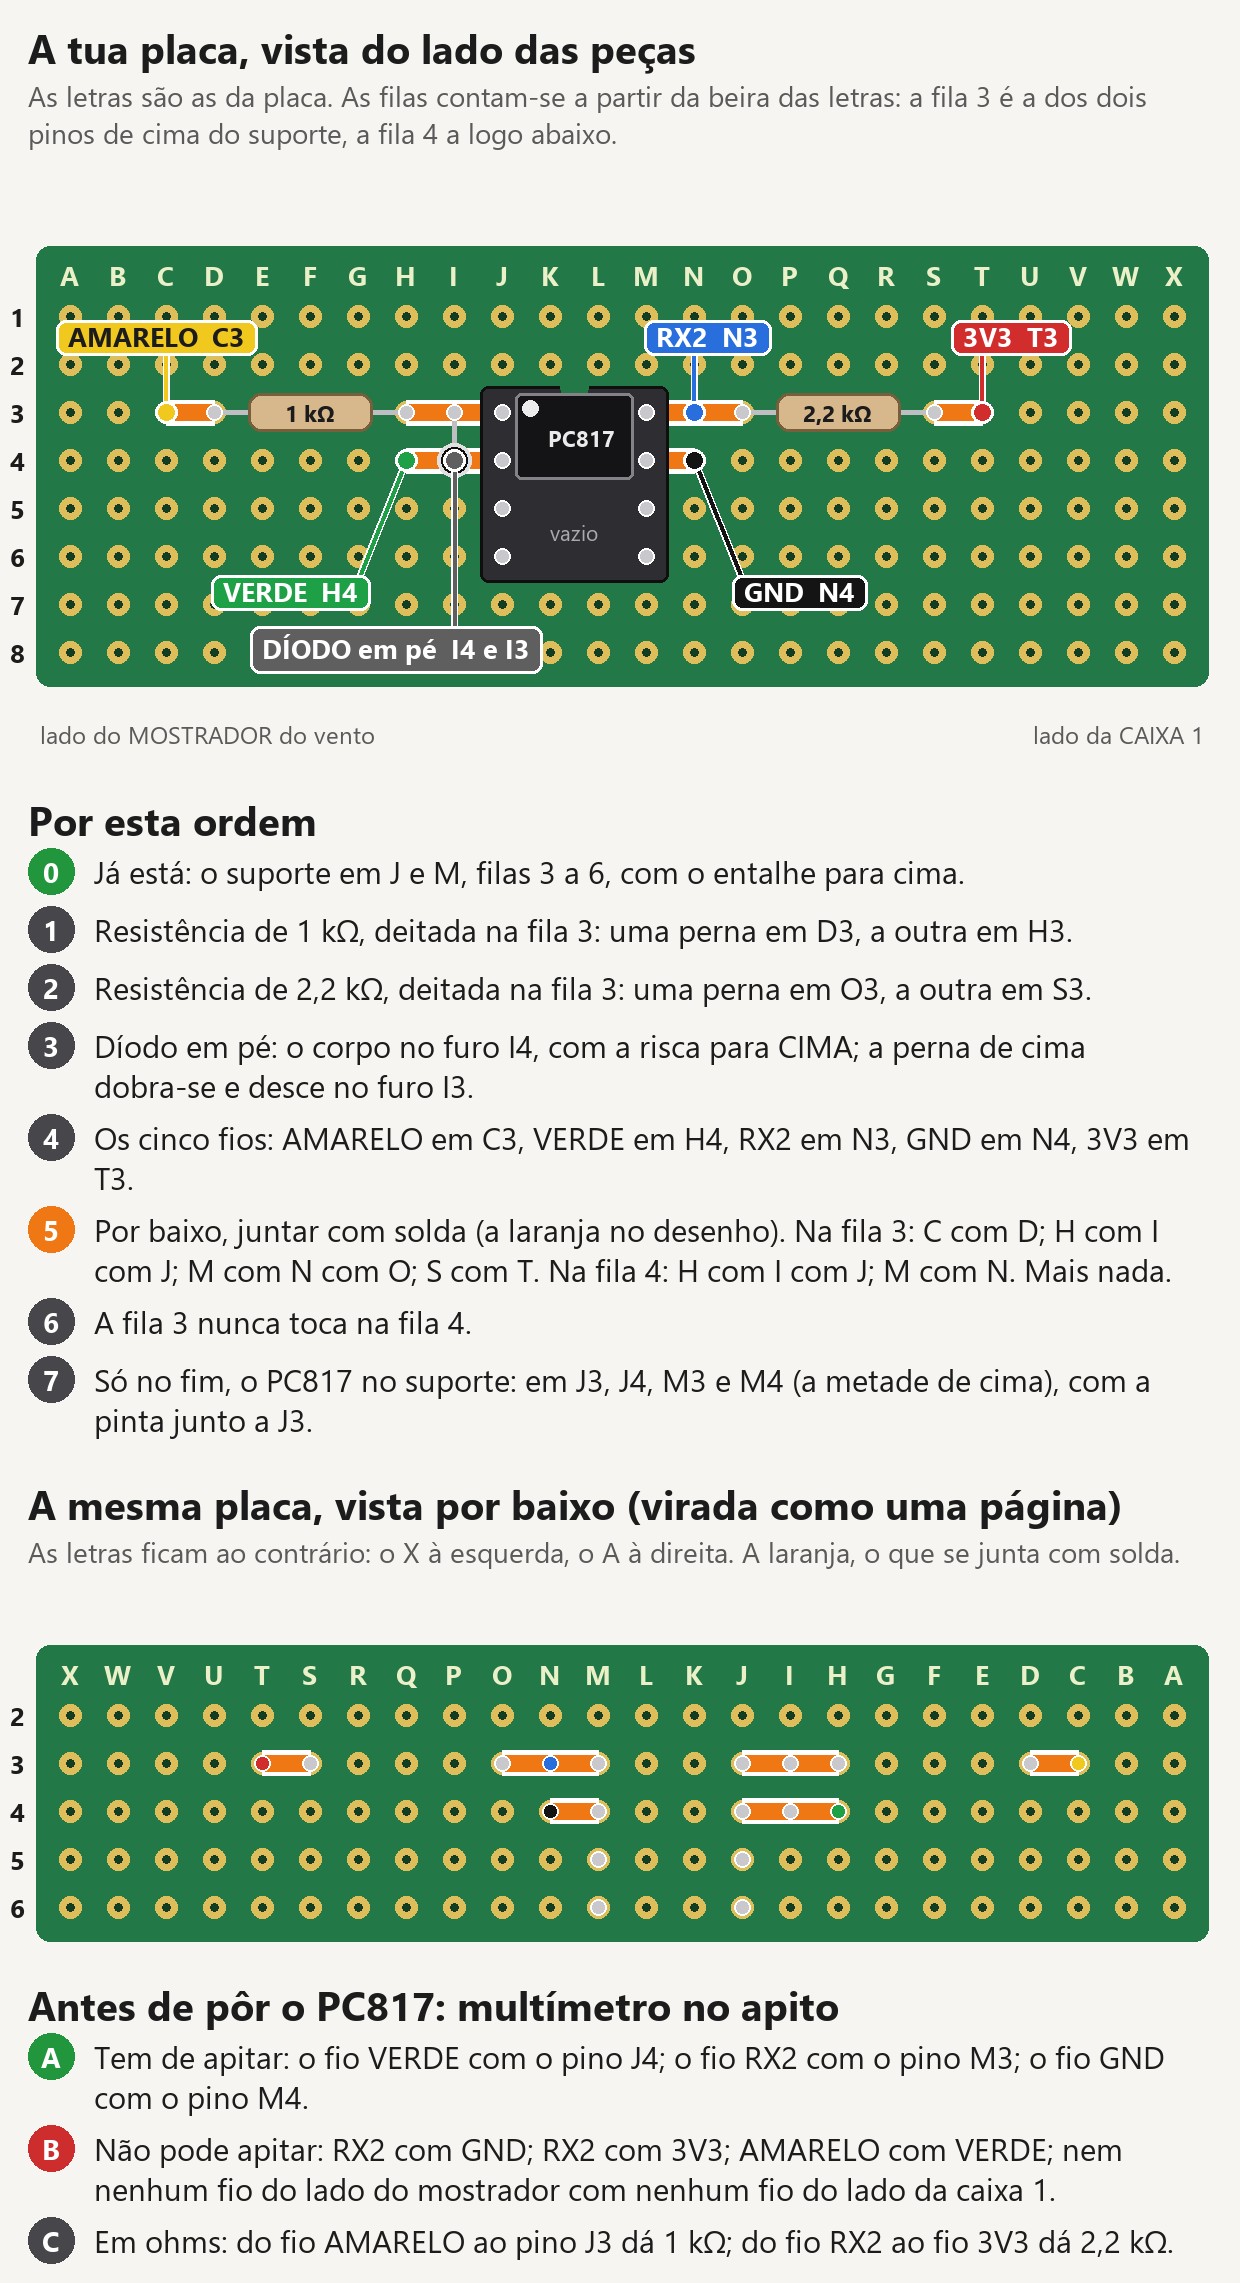 A tua placa, vista do lado das peças
As letras são as da placa. As filas contam-se a partir da beira das letras: a fila 3 é a dos dois
pinos de cima do suporte, a fila 4 a logo abaixo.
A B C D E F G H I J K L M N O P Q R S T U V W X
1
AMARELO C3
RX2 N3
3V3 T3
2
3
1 kΩ
2,2 kΩ
PC817
4
5
vazio
6
VERDE H4
GND N4
7
DÍODO em pé I4 e I3
8
lado do MOSTRADOR do vento
lado da CAIXA 1
Por esta ordem
0 Já está: o suporte em J e M, filas 3 a 6, com o entalhe para cima.
1 Resistência de 1 kΩ, deitada na fila 3: uma perna em D3, a outra em H3.
2 Resistência de 2,2 kΩ, deitada na fila 3: uma perna em O3, a outra em S3.
3 Díodo em pé: o corpo no furo I4, com a risca para CIMA; a perna de cima
dobra-se e desce no furo I3.
4 Os cinco fios: AMARELO em C3, VERDE em H4, RX2 em N3, GND em N4, 3V3 em
T3.
5 Por baixo, juntar com solda (a laranja no desenho). Na fila 3: C com D; H com I
com J; M com N com O; S com T. Na fila 4: H com I com J; M com N. Mais nada.
6 A fila 3 nunca toca na fila 4.
7 Só no fim, o PC817 no suporte: em J3, J4, M3 e M4 (a metade de cima), com a
pinta junto a J3.
A mesma placa, vista por baixo (virada como uma página)
As letras ficam ao contrário: o X à esquerda, o A à direita. A laranja, o que se junta com solda.
X W V U T S R Q P O N M L K J I H G F E D C B A
2
3
4
5
6
Antes de pôr o PC817: multímetro no apito
A Tem de apitar: o fio VERDE com o pino J4; o fio RX2 com o pino M3; o fio GND
com o pino M4.
B Não pode apitar: RX2 com GND; RX2 com 3V3; AMARELO com VERDE; nem
nenhum fio do lado do mostrador com nenhum fio do lado da caixa 1.
C Em ohms: do fio AMARELO ao pino J3 dá 1 kΩ; do fio RX2 ao fio 3V3 dá 2,2 kΩ.